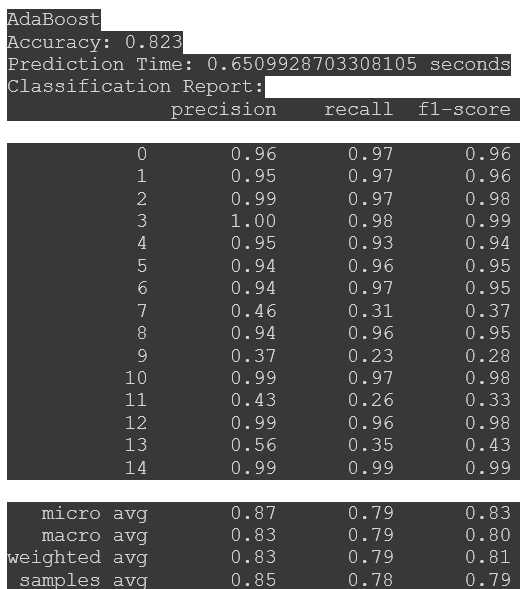 AdaBoost
Accuracy: 0.823
Prediction Time: 0.6509928703308105 seconds
Classification Report:
precision recall f1-score
0 0.96 0.97 0.96
1 0.95 0.97 0.96
2 0.99 0.97 0.98
3 1.00 0.98 0.99
4 0.95 0.93 0.94
5 0.94 0.96 0.95
6 0.94 0.97 0.95
7 0.46 0.31 0.37
8 0.94 0.96 0.95
9 0.37 0.23 0.28
10 0.99 0.97 0.98
11 0.43 0.26 0.33
12 0.99 0.96 0.98
13 0.56 0.35 0.43
14 0.99 0.99 0.99
micro avg 0.87 0.79 0.83
macro avg 0.83 0.79 0.80
weighted avg 0.83 0.79 0.81
samples avg 0.85 0.78 0.79